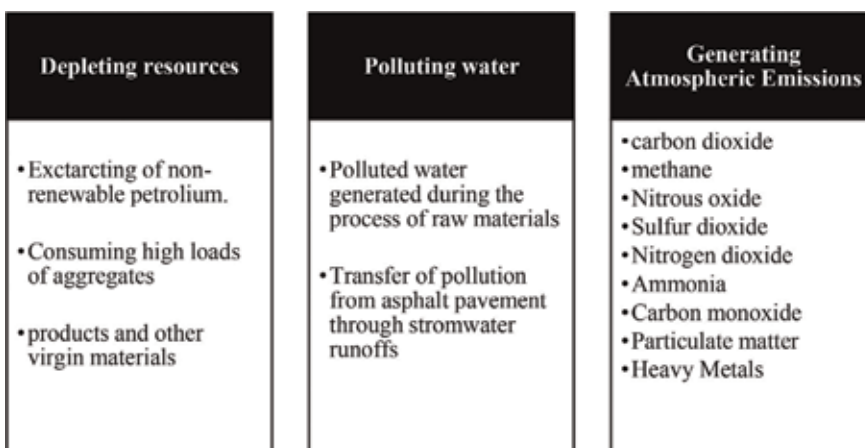 Depleting resources
•Exctarcting of non-
renewable petrolium.
•Consuming high loads
of aggregates
•products and other
virgin materials
Polluting water
•Polluted water
generated during the
process of raw materials
•Transfer of pollution
from asphalt pavement
through stromwater
runoffs
Generating
Atmospheric Emissions
•carbon dioxide
•methane
•Nitrous oxide
•Sulfur dioxide
•Nitrogen dioxide
•Ammonia
•Carbon monoxide
•Particulate matter
•Heavy Metals